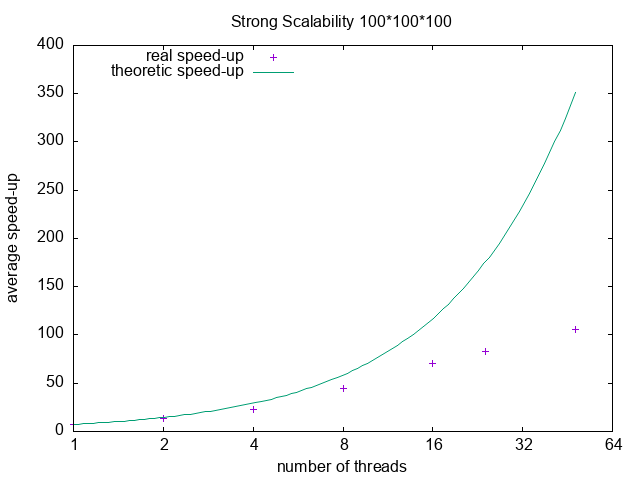 Strong Scalability 100*100*100
400
real speed-up
theoretic speed-up
350
300
250
200
150
100
50
0
average speed-up
1 2 4 8 16 32 64
number of threads